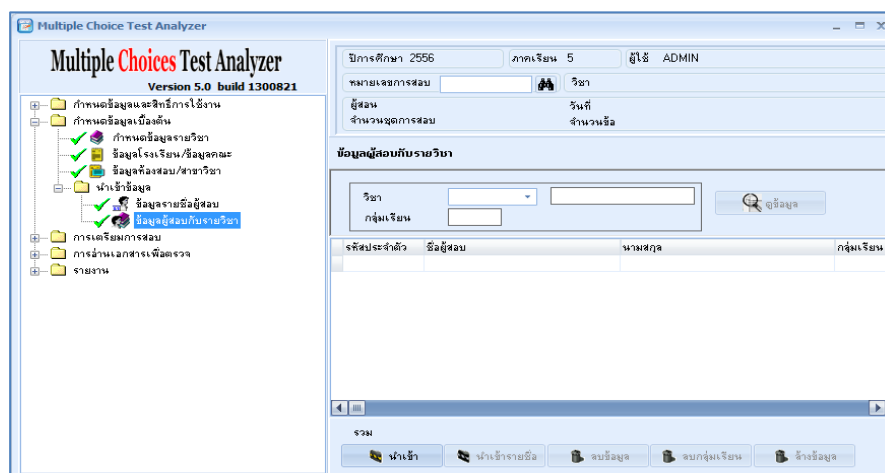 Multiple Choice Test Analyzer
Multiple Choices Test Analyzer
Version 5.0 build 1300821
กำหนดข้อมูลและสิทธิ์การใช้งาน
กำหนดข้อมูลเบื้องต้น
กำหนดข้อมูลรายวิชา
ข้อมูลโรงเรียน/ข้อมูลคณะ
ข้อมูลห้องสอบ/สาขาวิชา
นำเข้าข้อมูล
ข้อมูลรายชื่อผู้สอบ
ข้อมูลผู้สอบกับรายวิชา
การเตรียมการสอบ
การอ่านเอกสารเพื่อตรวจ
รายงาน
ปีการศึกษา 2556 ภาคเรียน 5 ผู้ใช้ ADMIN
หมายเลขการสอบ วิชา
ผู้สอน วันที่
จำนวนชุดการสอบ จำนวนข้อ
ข้อมูลผู้สอบกับรายวิชา
วิชา ดูข้อมูล
กลุ่มเรียน
รหัสประจำตัว ชื่อผู้สอบ นามสกุล กลุ่มเรียน
รวม
นำเข้า นำเข้ารายชื่อ ลบข้อมูล ลบกลุ่มเรียน ล้างข้อมูล